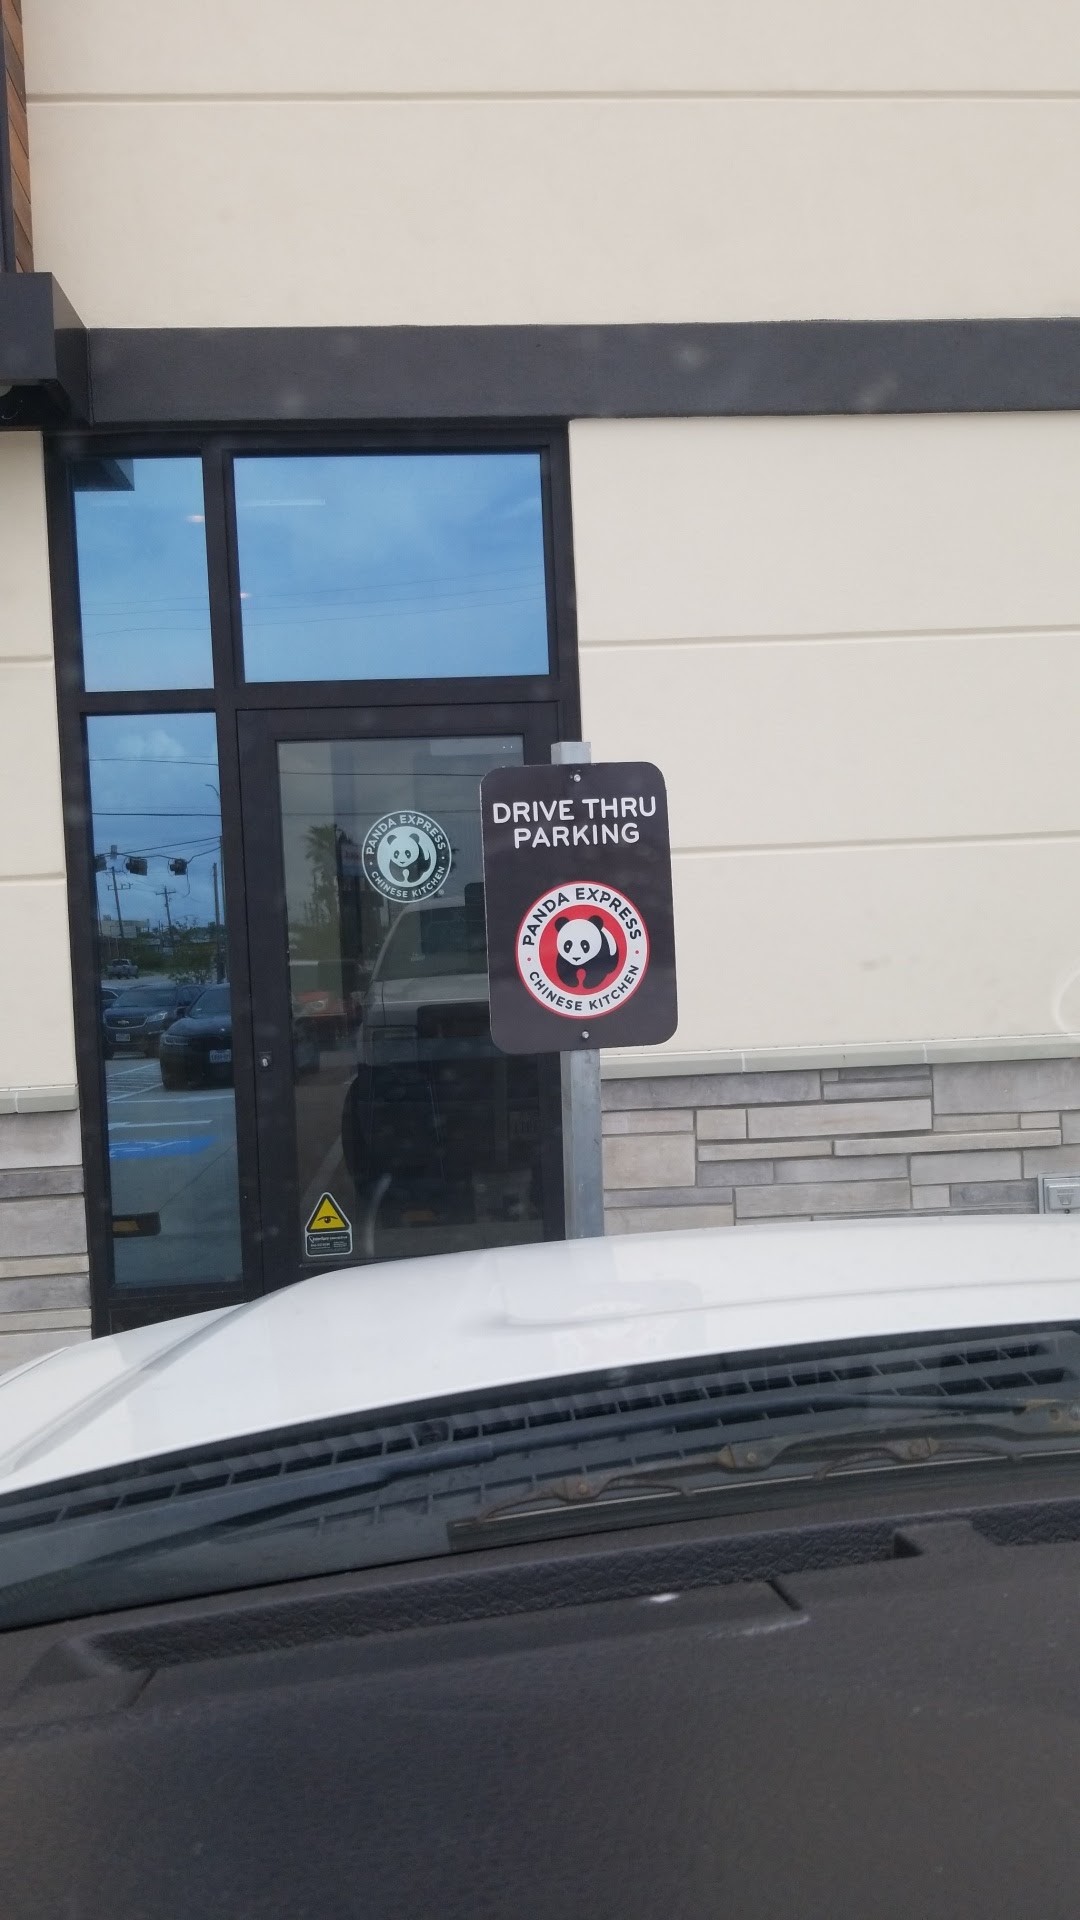 PANDA EXPRESS
CHINESE KITCHEN
DRIVE THRU
PARKING
PANDA EXPRESS
CHINESE KITCHEN